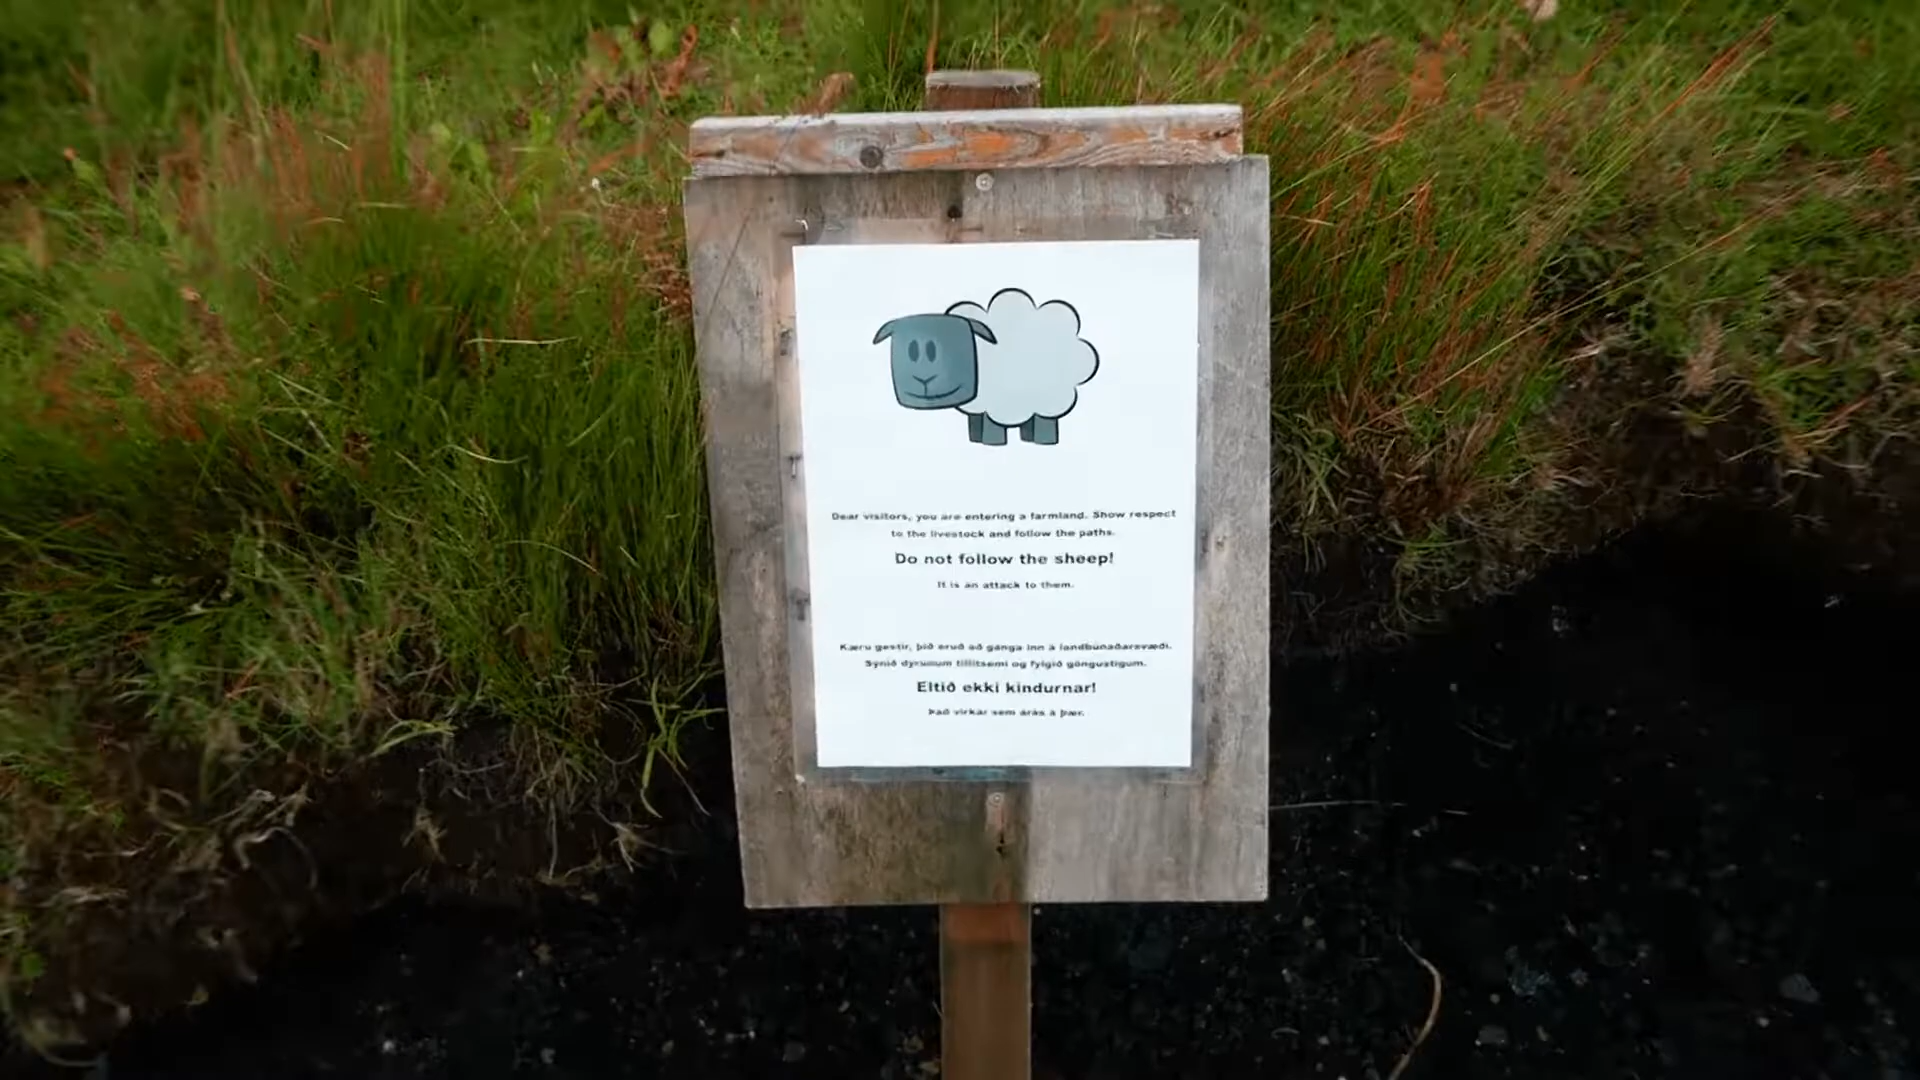 Dear visitors, you are entering a farmland. Show respect
to the livestock and follow the paths.
Do not follow the sheep!
It is an attack to them.
Kæru gestir, þið eruð að ganga inn á landbúnaðarsvæði.
Sýnið dýrunum tillitsemi og fylgið göngustígum.
Eltið ekki kindurnar!
Það virkar sem árás á þær.